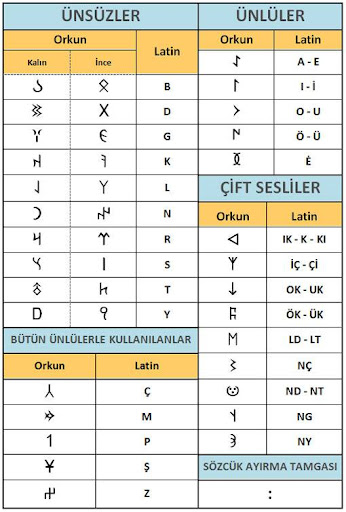 ÜNSÜZLER
Orkun Latin
Kalın İnce
𐰉 𐰋 B
𐰑 𐰓 D
𐰍 𐰏 G
𐰴 𐰚 K
𐰞 𐰠 L
𐰣 𐰤 N
𐰺 𐰼 R
𐰽 𐰾 S
𐱃 𐱅 T
𐰖 𐰘 Y
BÜTÜN ÜNLÜLERLE KULLANILANLAR
Orkun Latin
𐰲 Ç
𐰢 M
𐰯 P
𐱁 Ş
𐰔 Z
ÜNLÜLER
Orkun Latin
𐰀 A - E
𐰃 I - İ
𐰆 O - U
𐰇 Ö - Ü
𐰅 Ė
ÇİFT SESLİLER
Orkun Latin
𐰶 IK - K - KI
𐰱 İÇ - Çİ
𐰸 OK - UK
𐰜 ÖK - ÜK
𐰡 LD - LT
𐰨 NÇ
𐰦 ND - NT
𐰭 NG
𐰪 NY
SÖZCÜK AYIRMA TAMGASI
: